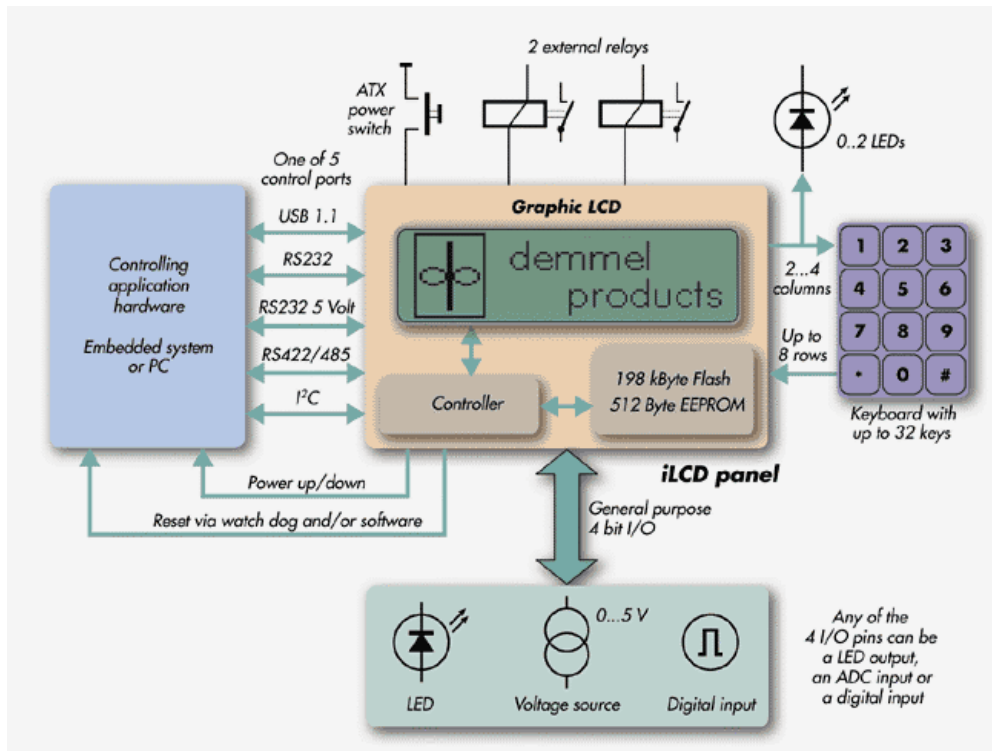 2 external relays
ATX
power
switch
0..2 LEDs
One of 5
control ports
Graphic LCD
USB 1.1
RS232
RS232 5 Volt
RS422/485
I²C
Controlling
application
hardware
Embedded system
or PC
demmel
products
Controller
198 kByte Flash
512 Byte EEPROM
2...4
columns
Up to
8 rows
1 2 3
4 5 6
7 8 9
· 0 #
Keyboard with
up to 32 keys
iLCD panel
Power up/down
Reset via watch dog and/or software
General purpose
4 bit I/O
LED
0...5 V
Voltage source
Digital input
Any of the
4 I/O pins can be
a LED output,
an ADC input or
a digital input